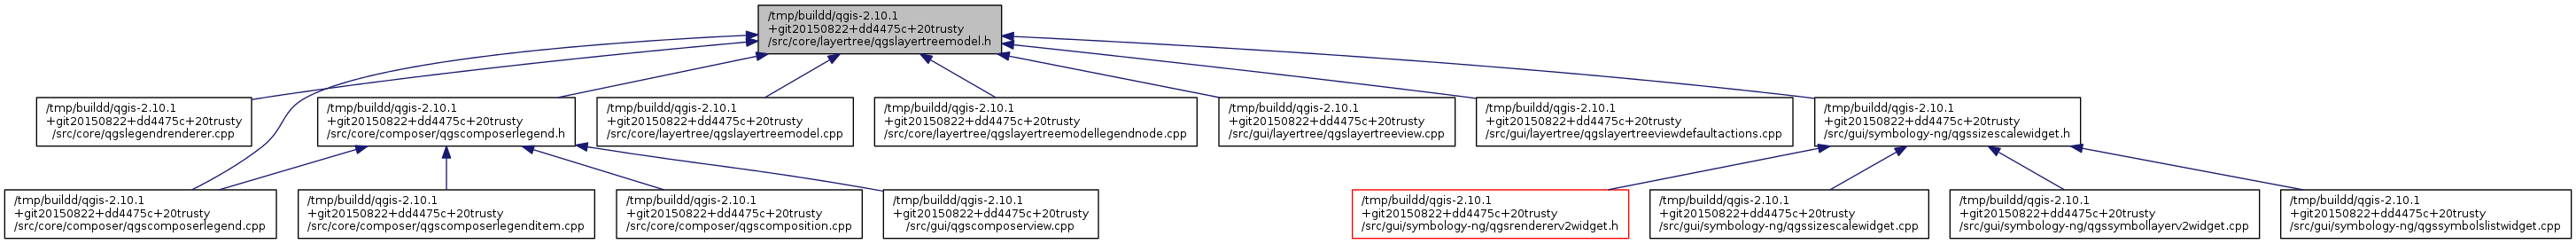 /tmp/buildd/qgis-2.10.1
+git20150822+dd4475c+20trusty
/src/core/layertree/qgslayertreemodel.h
/tmp/buildd/qgis-2.10.1
+git20150822+dd4475c+20trusty
/src/core/qgslegendrenderer.cpp
/tmp/buildd/qgis-2.10.1
+git20150822+dd4475c+20trusty
/src/core/composer/qgscomposerlegend.h
/tmp/buildd/qgis-2.10.1
+git20150822+dd4475c+20trusty
/src/core/layertree/qgslayertreemodel.cpp
/tmp/buildd/qgis-2.10.1
+git20150822+dd4475c+20trusty
/src/core/layertree/qgslayertreemodellegendnode.cpp
/tmp/buildd/qgis-2.10.1
+git20150822+dd4475c+20trusty
/src/gui/layertree/qgslayertreeview.cpp
/tmp/buildd/qgis-2.10.1
+git20150822+dd4475c+20trusty
/src/gui/layertree/qgslayertreeviewdefaultactions.cpp
/tmp/buildd/qgis-2.10.1
+git20150822+dd4475c+20trusty
/src/gui/symbology-ng/qgssizescalewidget.h
/tmp/buildd/qgis-2.10.1
+git20150822+dd4475c+20trusty
/src/core/composer/qgscomposerlegend.cpp
/tmp/buildd/qgis-2.10.1
+git20150822+dd4475c+20trusty
/src/core/composer/qgscomposerlegenditem.cpp
/tmp/buildd/qgis-2.10.1
+git20150822+dd4475c+20trusty
/src/core/composer/qgscomposition.cpp
/tmp/buildd/qgis-2.10.1
+git20150822+dd4475c+20trusty
/src/gui/qgscomposerview.cpp
/tmp/buildd/qgis-2.10.1
+git20150822+dd4475c+20trusty
/src/gui/symbology-ng/qgsrendererv2widget.h
/tmp/buildd/qgis-2.10.1
+git20150822+dd4475c+20trusty
/src/gui/symbology-ng/qgssizescalewidget.cpp
/tmp/buildd/qgis-2.10.1
+git20150822+dd4475c+20trusty
/src/gui/symbology-ng/qgssymbollayerv2widget.cpp
/tmp/buildd/qgis-2.10.1
+git20150822+dd4475c+20trusty
/src/gui/symbology-ng/qgssymbolslistwidget.cpp